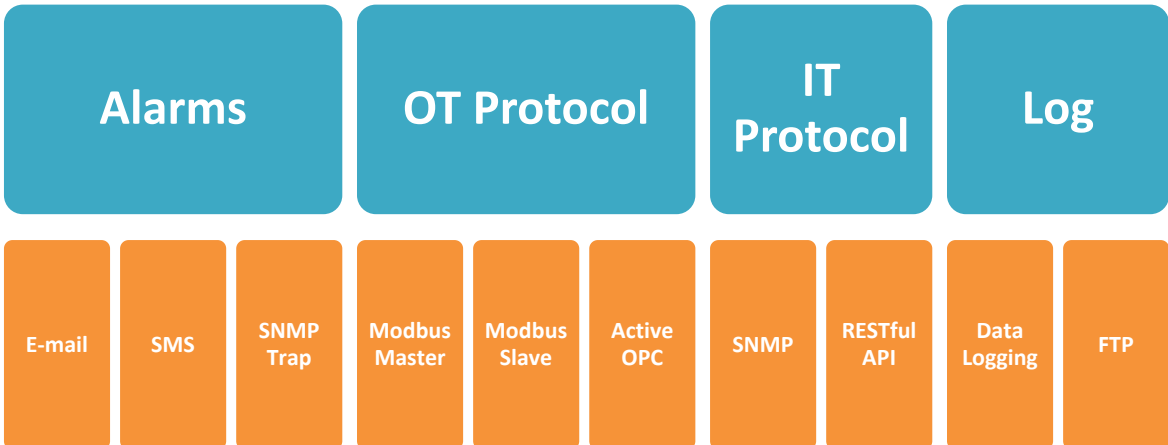 Alarms
OT Protocol
IT
Protocol
Log
E-mail
SMS
SNMP
Trap
Modbus
Master
Modbus
Slave
Active
OPC
SNMP
RESTful
API
Data
Logging
FTP